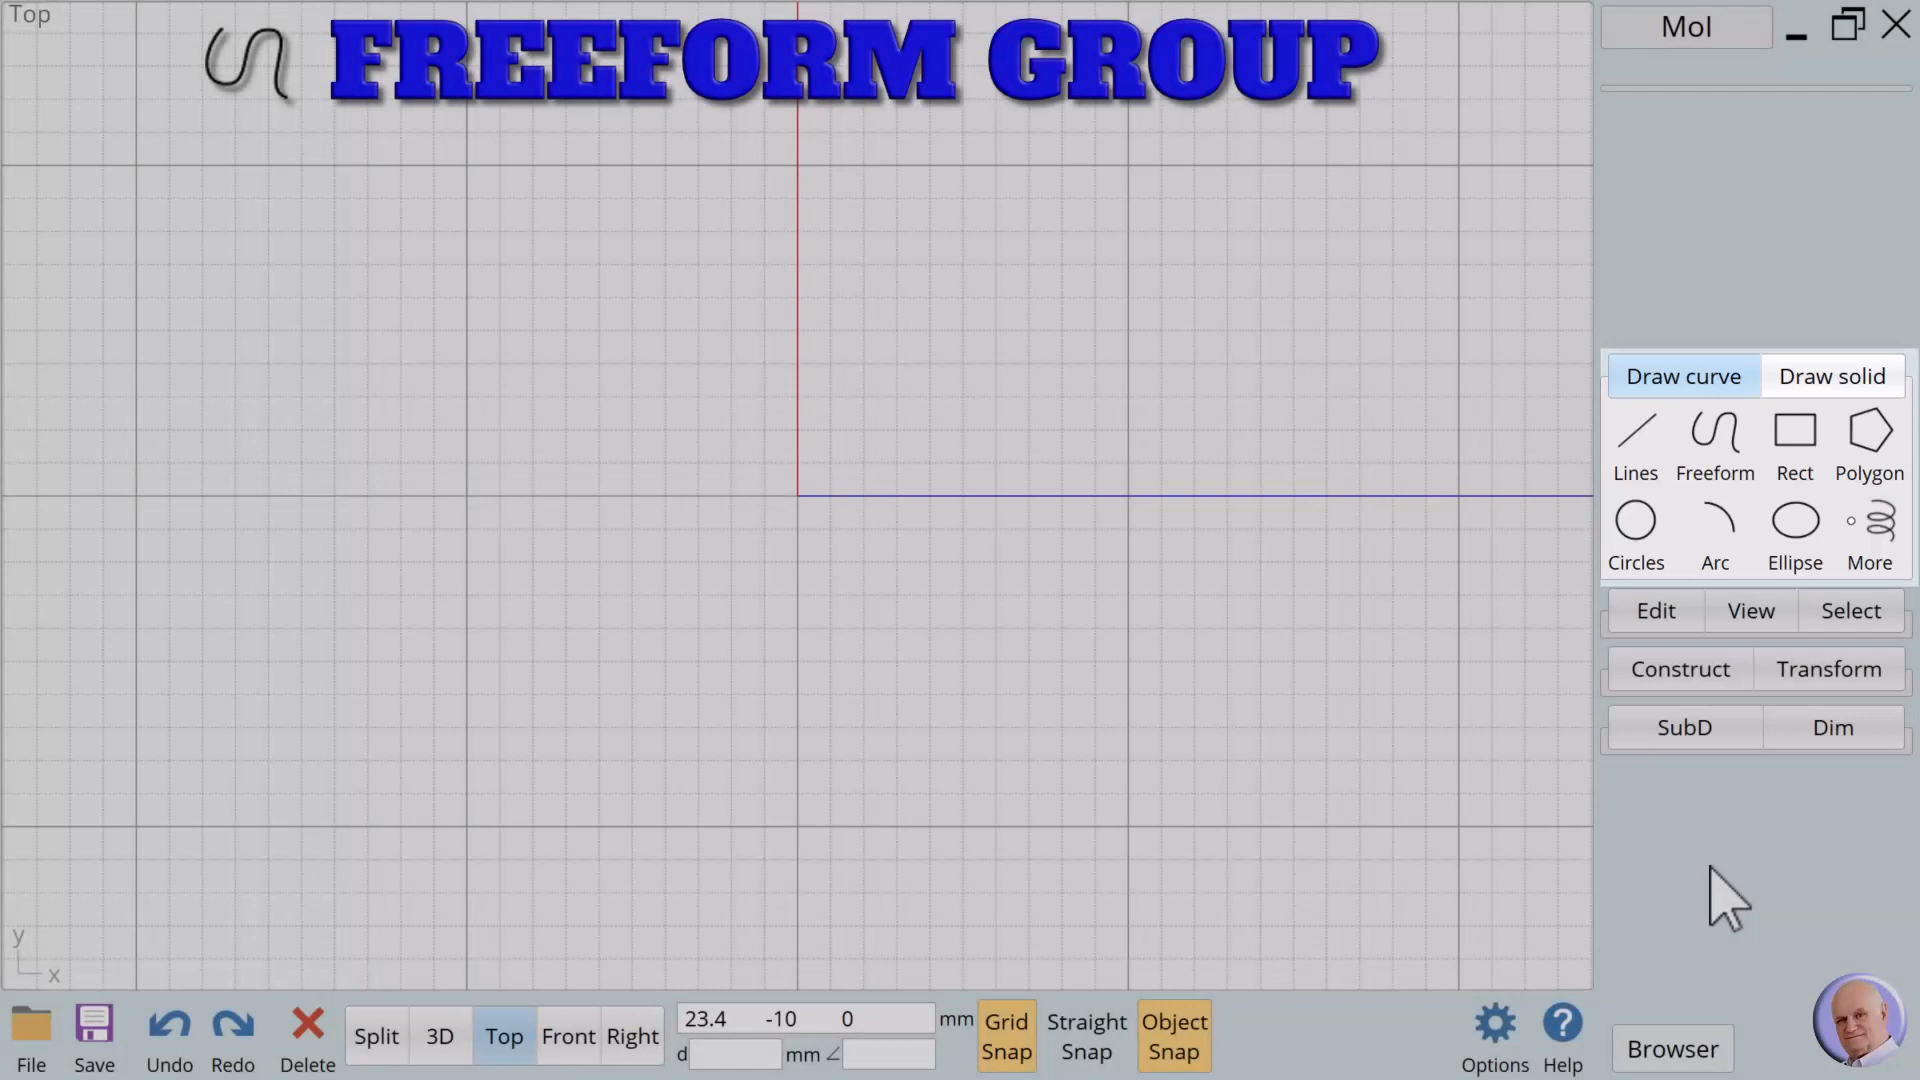 Top
FREEFORM GROUP
MoI
Draw curve Draw solid
Lines Freeform Rect Polygon
Circles Arc Ellipse More
Edit View Select
Construct Transform
SubD Dim
y
x
File Save Undo Redo Delete
Split 3D Top Front Right
23.4 -10 0 mm
d mm
Grid Snap
Straight Snap
Object Snap
Options Help
Browser